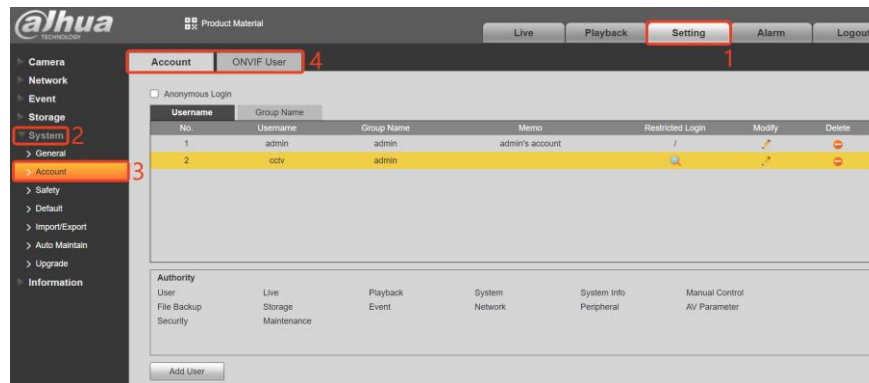 alhua
TECHNOLOGY
Product Material
Live Playback Setting Alarm Logout
1
Camera
Network
Event
Storage
System 2
General
Account 3
Safety
Default
Import/Export
Auto Maintain
Upgrade
Information
Account ONVIF User 4
Anonymous Login
Username Group Name
No. Username Group Name Memo Restricted Login Modify Delete
1 admin admin admin's account /
2 cctv admin
Authority
User Live Playback System System Info Manual Control
File Backup Storage Event Network Peripheral AV Parameter
Security Maintenance
Add User